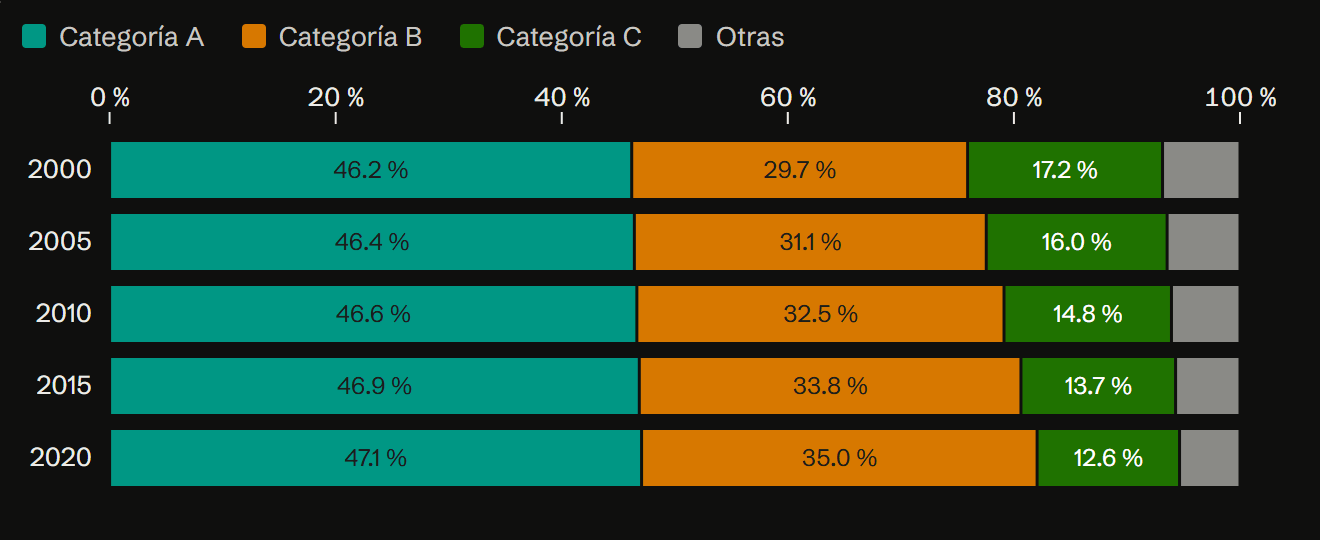 Categoría A Categoría B Categoría C Otras
0 % 20 % 40 % 60 % 80 % 100 %
2000 46.2 % 29.7 % 17.2 %
2005 46.4 % 31.1 % 16.0 %
2010 46.6 % 32.5 % 14.8 %
2015 46.9 % 33.8 % 13.7 %
2020 47.1 % 35.0 % 12.6 %